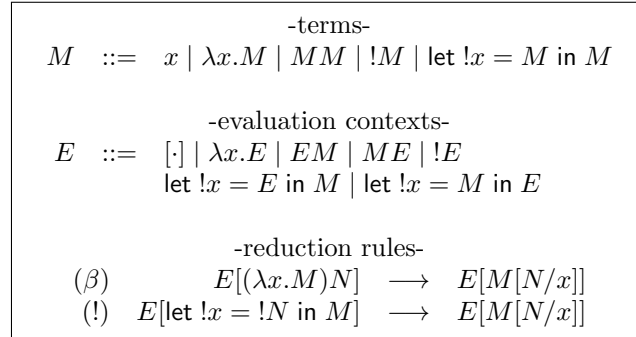 -terms-
M ::= x | λx.M | MM | !M | let !x = M in M
-evaluation contexts-
E ::= [·] | λx.E | EM | ME | !E
let !x = E in M | let !x = M in E
-reduction rules-
(β) E[(λx.M)N] ⟶ E[M[N/x]]
(!) E[let !x = !N in M] ⟶ E[M[N/x]]